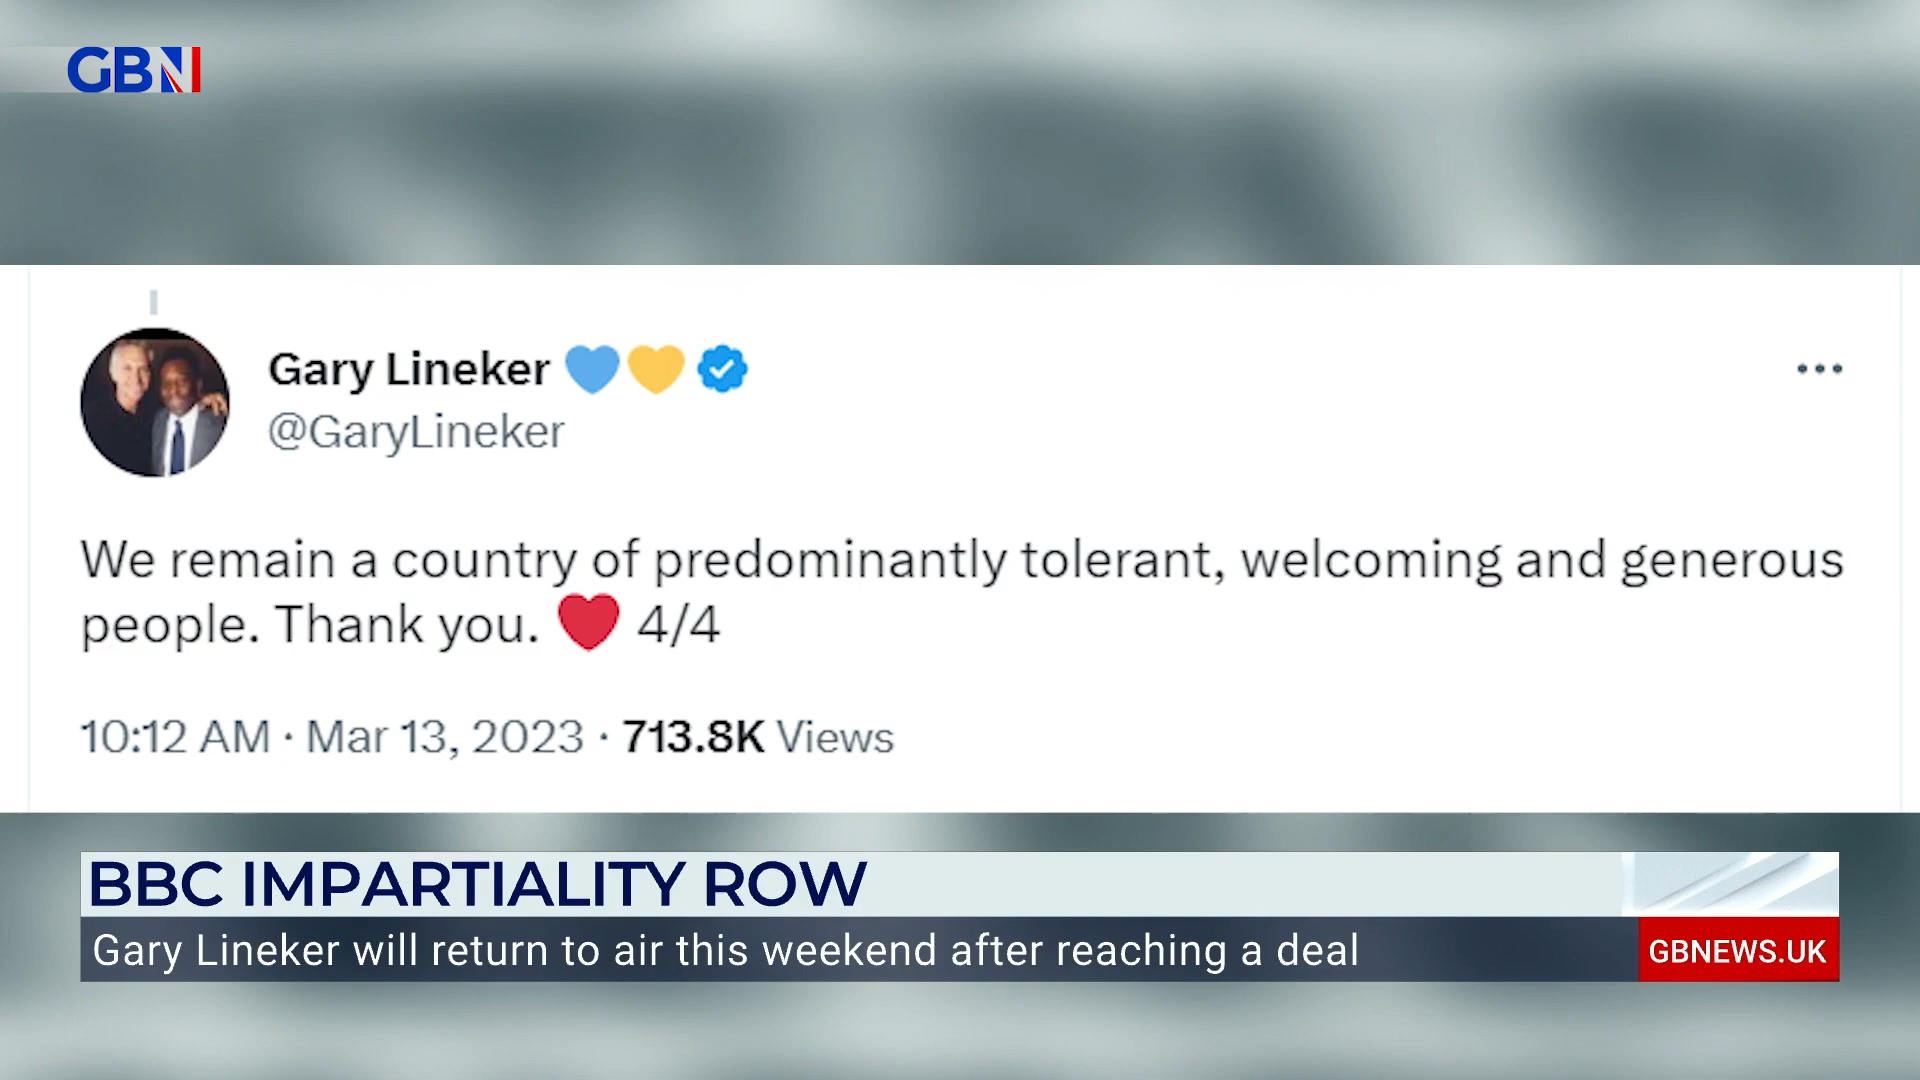 GBN
Gary Lineker 💙💛
@GaryLineker
We remain a country of predominantly tolerant, welcoming and generous
people. Thank you. ❤️ 4/4
10:12 AM · Mar 13, 2023 · 713.8K Views
BBC IMPARTIALITY ROW
Gary Lineker will return to air this weekend after reaching a deal
GBNEWS.UK